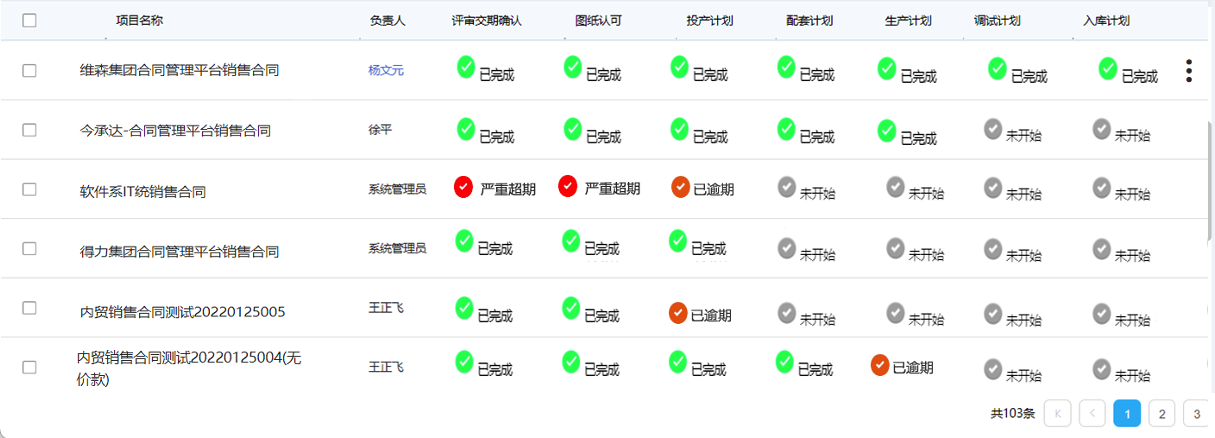 项目名称 负责人 评审交期确认 图纸认可 投产计划 配套计划 生产计划 调试计划 入库计划
维森集团合同管理平台销售合同 杨文元 已完成 已完成 已完成 已完成 已完成 已完成 已完成
今承达-合同管理平台销售合同 徐平 已完成 已完成 已完成 已完成 已完成 未开始 未开始
软件系IT统销售合同 系统管理员 严重超期 严重超期 已逾期 未开始 未开始 未开始 未开始
得力集团合同管理平台销售合同 系统管理员 已完成 已完成 已完成 未开始 未开始 未开始 未开始
内贸销售合同测试20220125005 王正飞 已完成 已完成 已逾期 未开始 未开始 未开始 未开始
内贸销售合同测试20220125004(无
价款) 王正飞 已完成 已完成 已完成 已完成 已逾期 未开始 未开始
共103条 1 2 3